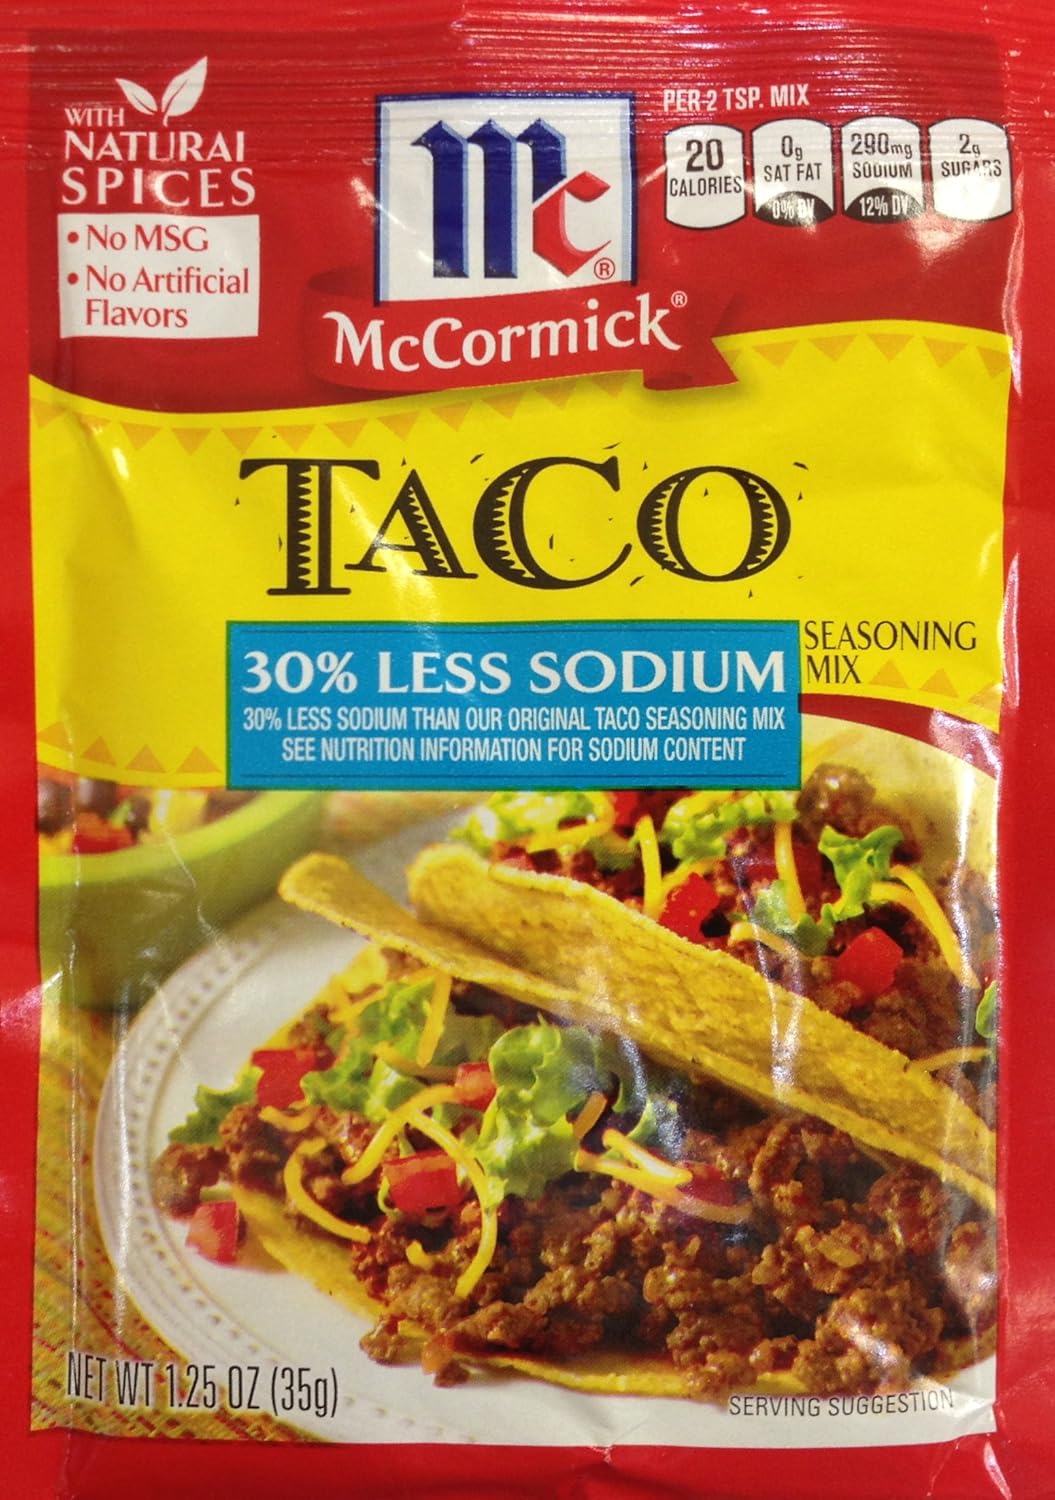 WITH
NATURAL
SPICES
• No MSG
• No Artificial
Flavors
Mc®
McCormick®
PER 2 TSP. MIX
20
CALORIES
0g
SAT FAT
0% DV
290mg
SODIUM
12% DV
2g
SUGARS
TACO
SEASONING
MIX
30% LESS SODIUM
30% LESS SODIUM THAN OUR ORIGINAL TACO SEASONING MIX
SEE NUTRITION INFORMATION FOR SODIUM CONTENT
NET WT 1.25 OZ (35g)
SERVING SUGGESTION